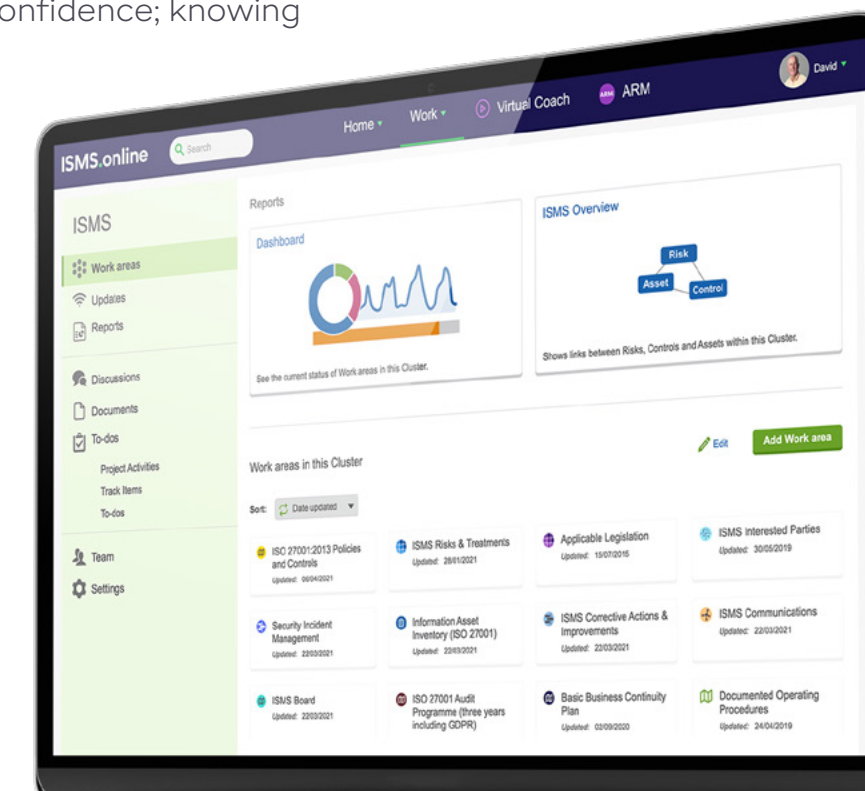 onfidence; knowing
ISMS.online
Search
Home
Work
Virtual Coach
ARM
ARM
David
ISMS
Work areas
Updates
Reports
Discussions
Documents
To-dos
Project Activities
Track Items
To-dos
Team
Settings
Reports
Dashboard
See the current status of Work areas in this Cluster.
ISMS Overview
Risk
Asset
Control
Shows links between Risks, Controls and Assets within this Cluster.
Work areas in this Cluster
Edit
Add Work area
Sort:
Date updated
ISO 27001:2013 Policies
and Controls
Updated: 06/04/2021
ISMS Risks & Treatments
Updated: 28/01/2021
Applicable Legislation
Updated: 15/07/2015
ISMS Interested Parties
Updated: 30/05/2019
Security Incident
Management
Updated: 22/03/2021
Information Asset
Inventory (ISO 27001)
Updated: 22/03/2021
ISMS Corrective Actions &
Improvements
Updated: 22/03/2021
ISMS Communications
Updated: 22/03/2021
ISMS Board
Updated: 22/03/2021
ISO 27001 Audit
Programme (three years
including GDPR)
Basic Business Continuity
Plan
Updated: 02/09/2020
Documented Operating
Procedures
Updated: 24/04/2019